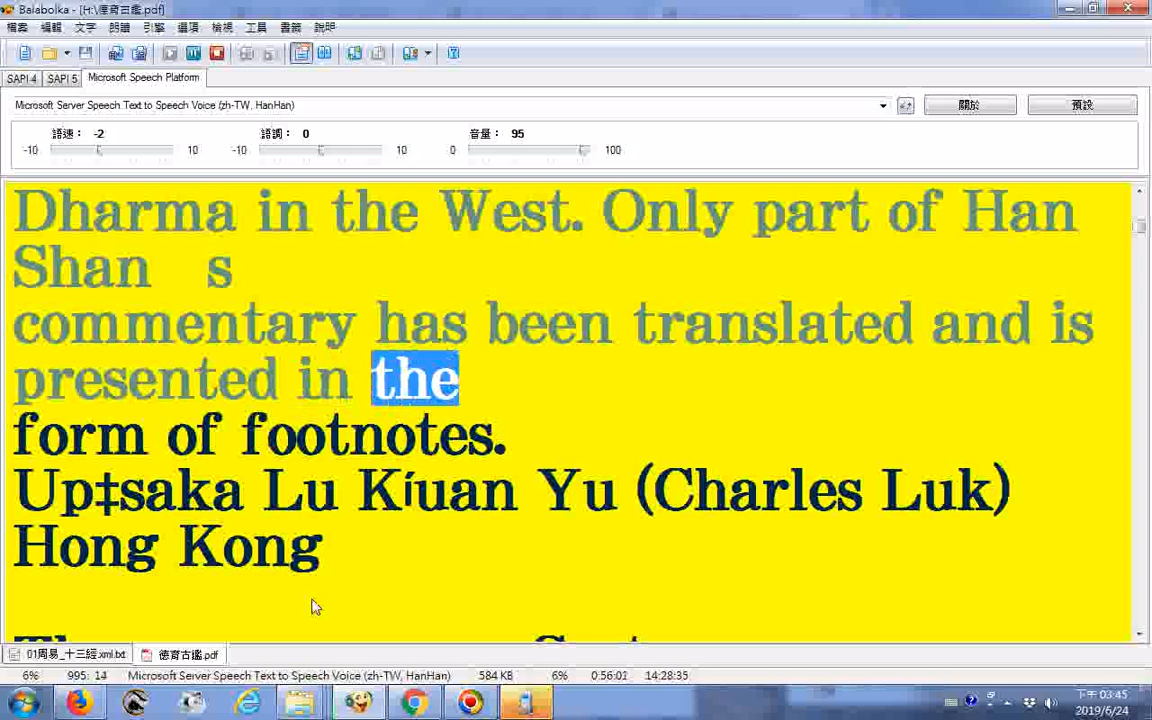 Balabolka - [H:\德育古鑑.pdf]
檔案 編輯 文字 朗讀 引擎 選項 檢視 工具 書籤 說明
SAPI 4 SAPI 5 Microsoft Speech Platform
Microsoft Server Speech Text to Speech Voice (zh-TW, HanHan) 關於 預設
語速： -2 語調： 0 音量： 95
-10 10 -10 10 0 100
Dharma in the West. Only part of Han
Shan s
commentary has been translated and is
presented in the
form of footnotes.
Up‡saka Lu Kíuan Yu (Charles Luk)
Hong Kong
01周易_十三經.xml.txt 德育古鑑.pdf
6% 995: 14 Microsoft Server Speech Text to Speech Voice (zh-TW, HanHan) 584 KB 6% 0:56:01 14:28:35
下午 03:45
2019/6/24